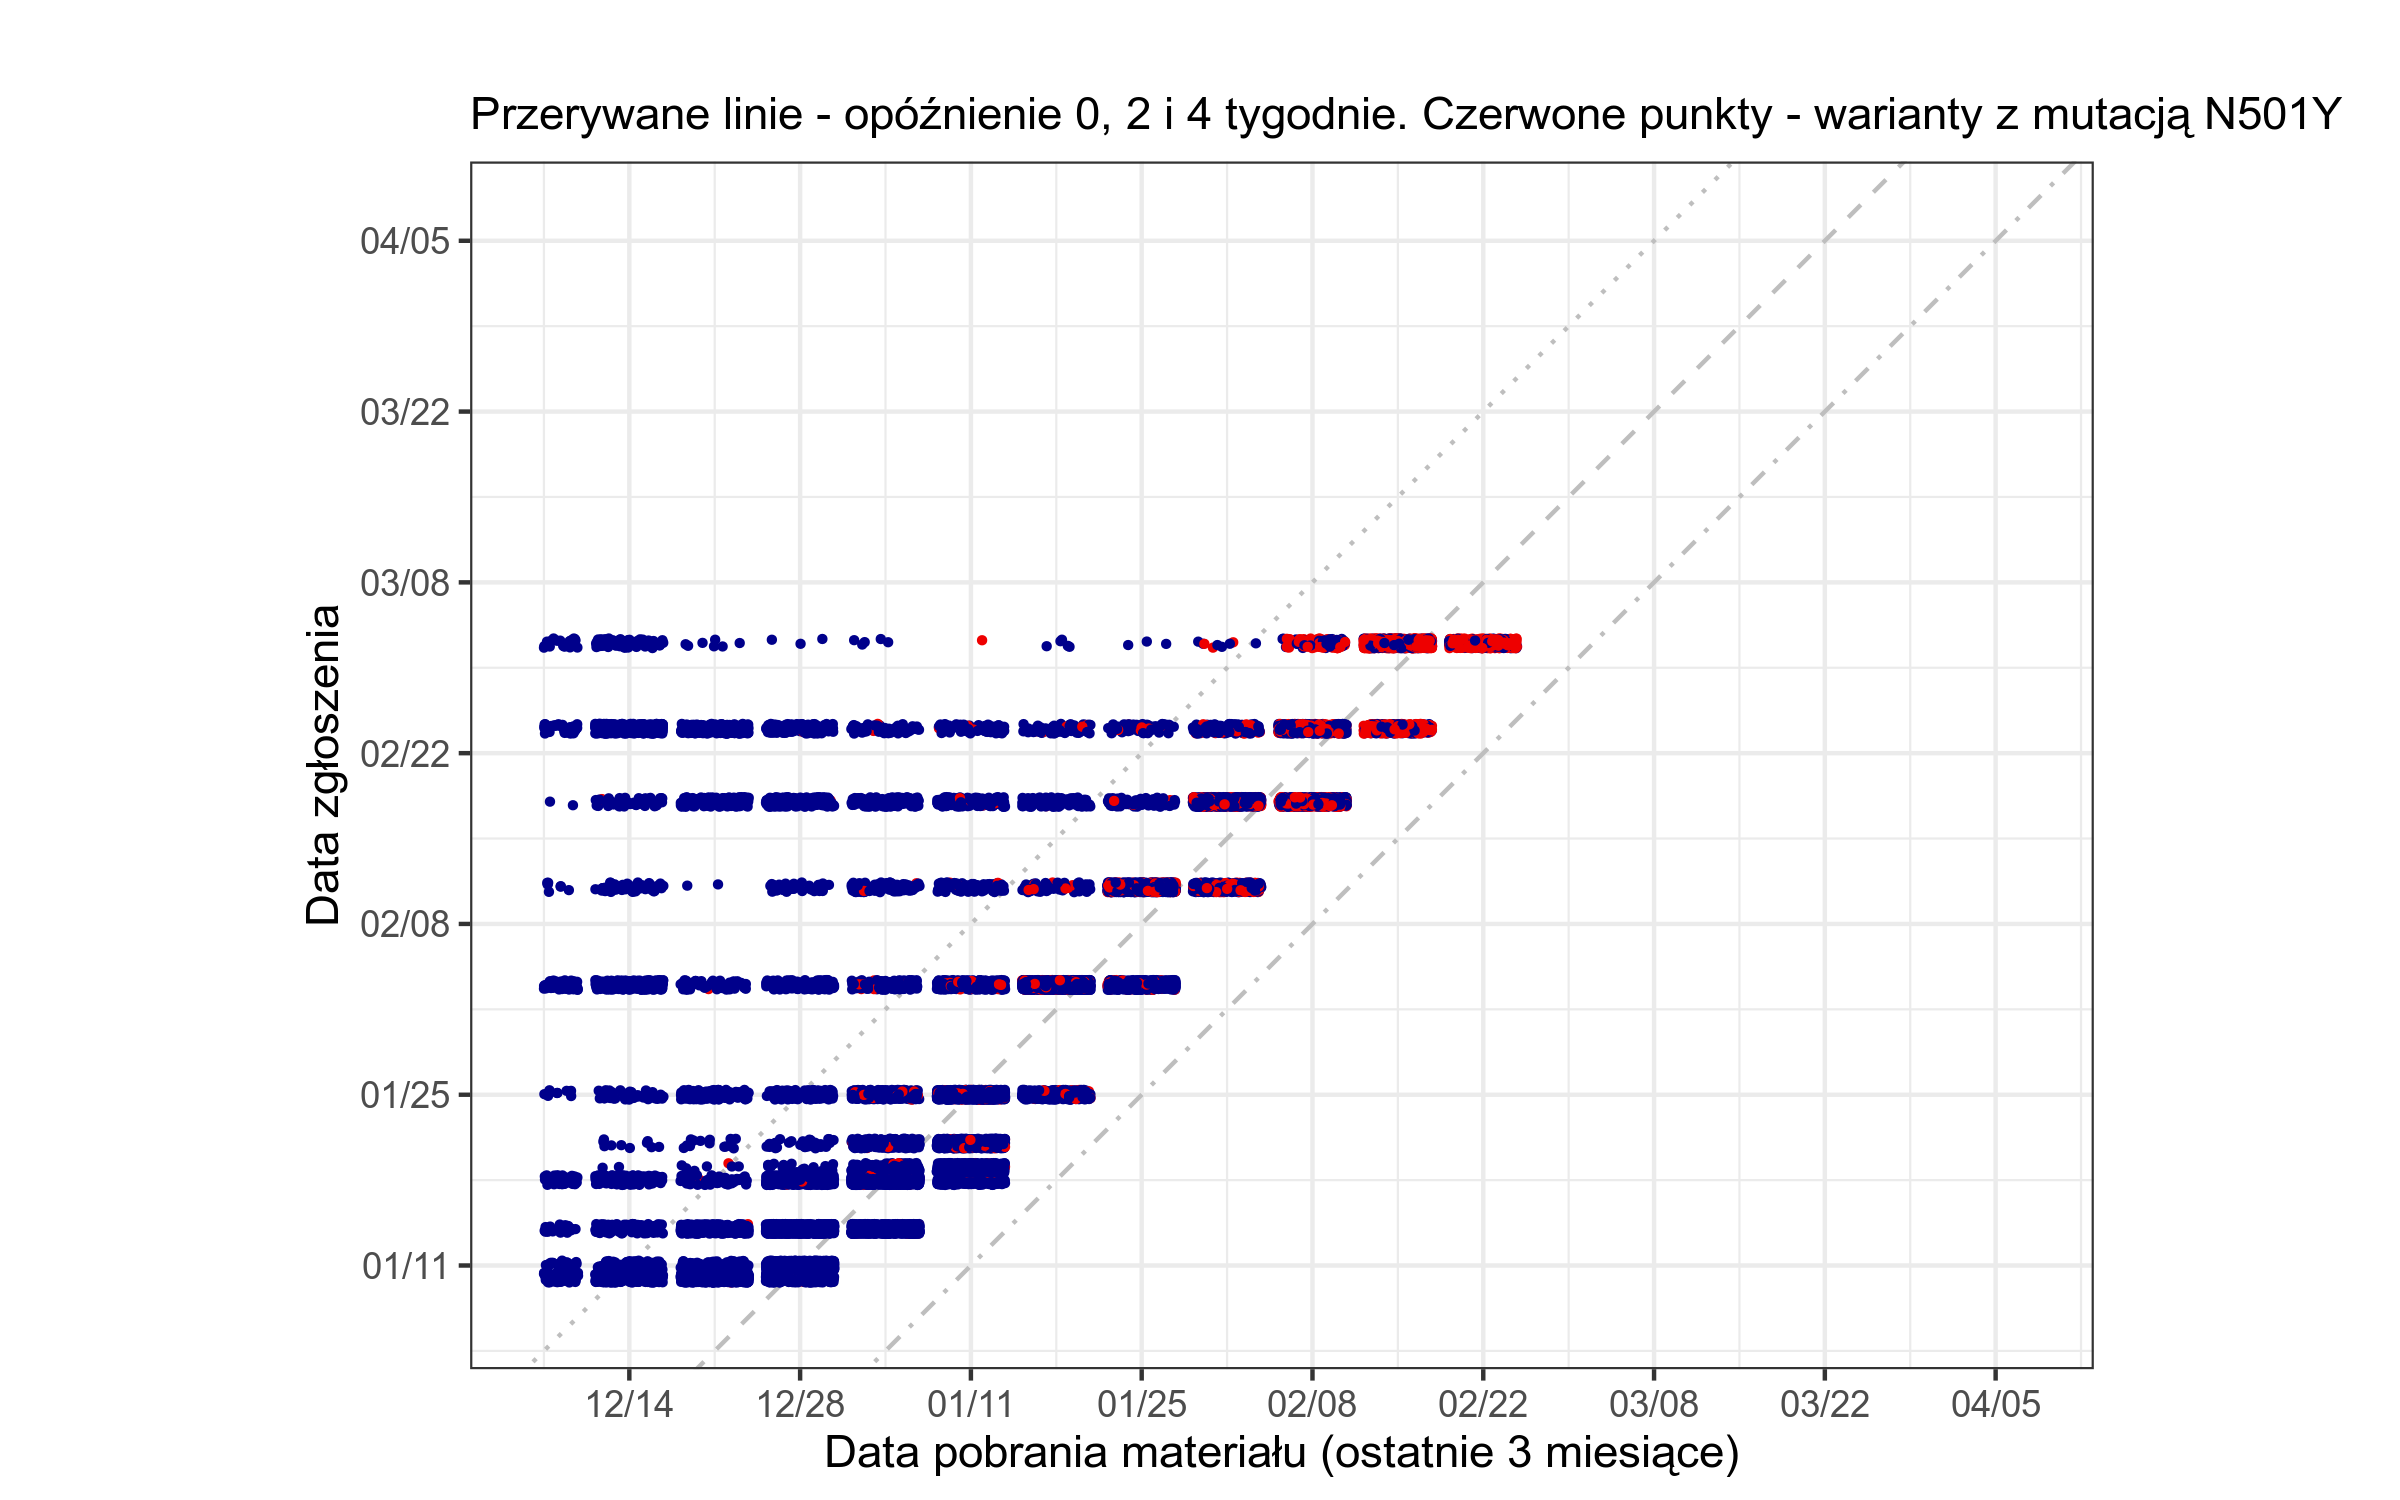 Przerywane linie - opóźnienie 0, 2 i 4 tygodnie. Czerwone punkty - warianty z mutacją N501Y
04/05
03/22
03/08
02/22
02/08
01/25
01/11
Data zgłoszenia
12/14 12/28 01/11 01/25 02/08 02/22 03/08 03/22 04/05
Data pobrania materiału (ostatnie 3 miesiące)